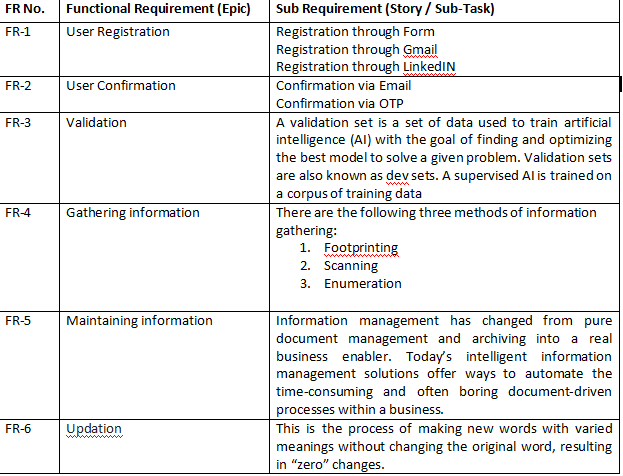 FR No. Functional Requirement (Epic) Sub Requirement (Story / Sub-Task)
FR-1 User Registration Registration through Form
Registration through Gmail
Registration through LinkedIN
FR-2 User Confirmation Confirmation via Email
Confirmation via OTP
FR-3 Validation A validation set is a set of data used to train artificial
intelligence (AI) with the goal of finding and optimizing
the best model to solve a given problem. Validation sets
are also known as dev sets. A supervised AI is trained on
a corpus of training data
FR-4 Gathering information There are the following three methods of information
gathering:
1. Footprinting
2. Scanning
3. Enumeration
FR-5 Maintaining information Information management has changed from pure
document management and archiving into a real
business enabler. Today’s intelligent information
management solutions offer ways to automate the
time-consuming and often boring document-driven
processes within a business.
FR-6 Updation This is the process of making new words with varied
meanings without changing the original word, resulting
in “zero” changes.